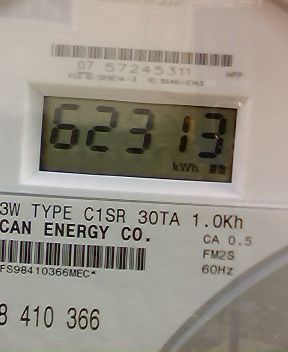 07 57245311
HPP
62313
kWh
3W TYPE C1SR 30TA 1.0Kh
CAN ENERGY CO.
CA 0.5
FM2S
60Hz
FS98410366MEC*
8 410 366